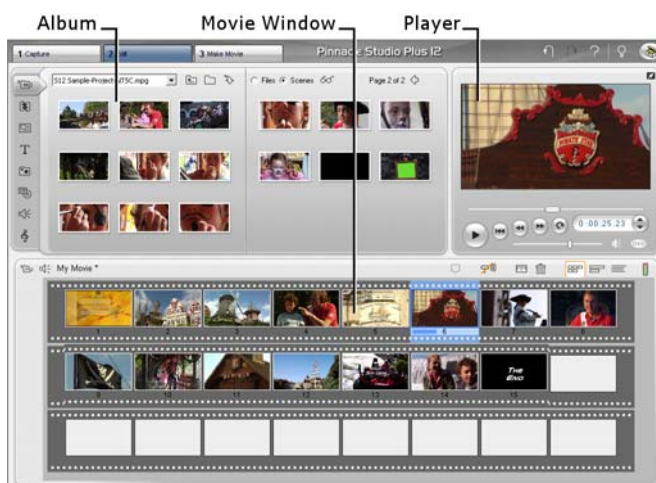 Album Movie Window Player
1 Capture
2 Edit
3 Make Movie
Pinnacle Studio Plus 12
S12 Sample-Project-NTSC.mpg
Files Scenes
Page 2 of 2
PIRATE
0:00:25.23
My Movie *
1 2 3 4 5 6 7 8
THE
END
9 10 11 12 13 14 15